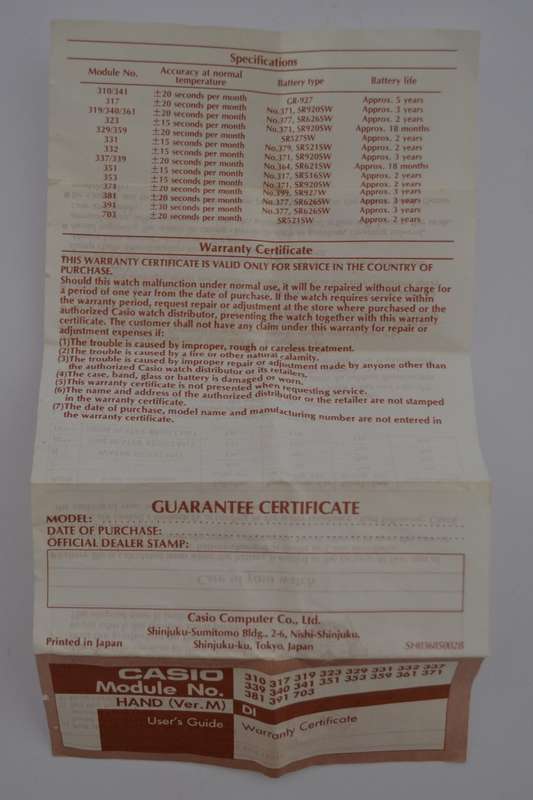 Specifications
Module No. Accuracy at normal temperature Battery type Battery life
310/341 ±20 seconds per month GR-927 Approx. 5 years
317 ±20 seconds per month No.371, SR920SW Approx. 3 years
319/340/361 ±20 seconds per month No.377, SR626SW Approx. 2 years
323 ±15 seconds per month No.371, SR920SW Approx. 18 months
329/359 ±20 seconds per month SR527SW Approx. 2 years
331 ±15 seconds per month No.379, SR521SW Approx. 2 years
332 ±15 seconds per month No.371, SR920SW Approx. 3 years
337/339 ±20 seconds per month No.364, SR621SW Approx. 18 months
351 ±15 seconds per month No.317, SR516SW Approx. 2 years
353 ±15 seconds per month No.371, SR920SW Approx. 2 years
371 ±20 seconds per month No.399, SR927W Approx. 2 years
381 ±20 seconds per month No.377, SR626SW Approx. 3 years
391 ±30 seconds per month No.377, SR626SW Approx. 3 years
703 ±20 seconds per month SR521SW Approx. 2 years
Warranty Certificate
THIS WARRANTY CERTIFICATE IS VALID ONLY FOR SERVICE IN THE COUNTRY OF
PURCHASE.
Should this watch malfunction under normal use, it will be repaired without charge for
a period of one year from the date of purchase. If the watch requires service within
the warranty period, request repair or adjustment at the store where purchased or the
authorized Casio watch distributor, presenting the watch together with this warranty
certificate. The customer shall not have any claim under this warranty for repair or
adjustment expenses if:
(1)The trouble is caused by improper, rough or careless treatment.
(2)The trouble is caused by a fire or other natural calamity.
(3)The trouble is caused by improper repair or adjustment made by anyone other than
the authorized Casio watch distributor or its retailers.
(4)The case, band, glass or battery is damaged or worn.
(5)This warranty certificate is not presented when requesting service.
(6)The name and address of the authorized distributor or the retailer are not stamped
in the warranty certificate.
(7)The date of purchase, model name and manufacturing number are not entered in
the warranty certificate.
GUARANTEE CERTIFICATE
MODEL:
DATE OF PURCHASE:
OFFICIAL DEALER STAMP:
Casio Computer Co., Ltd.
Shinjuku-Sumitomo Bldg., 2-6, Nishi-Shinjuku,
Printed in Japan Shinjuku-ku, Tokyo, Japan
CASIO
Module No.
HAND (Ver.M)
User's Guide
310 317 319 323 329 331 332 337
339 340 341 351 353 359 361 371
381 391 703
Warranty Certificate